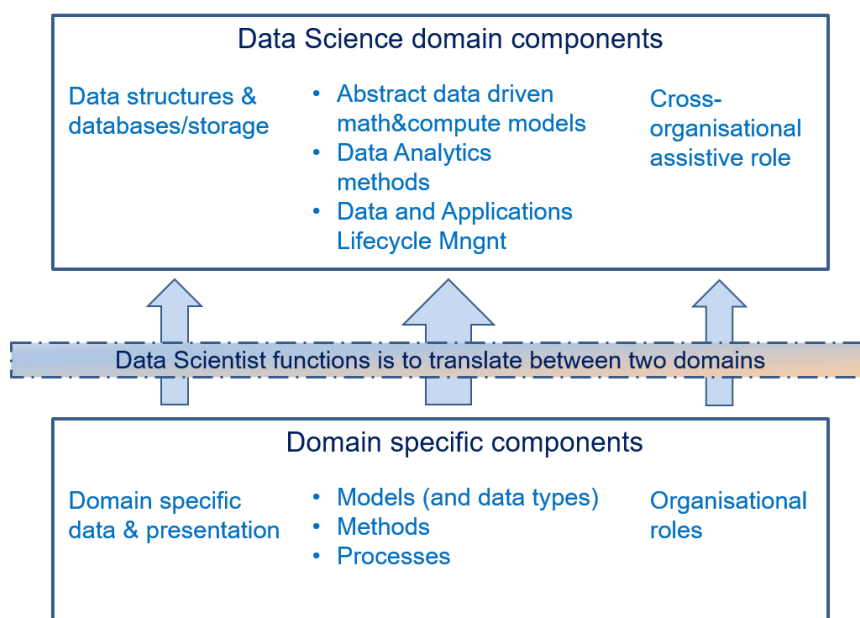 Data Science domain components
Data structures &
databases/storage
• Abstract data driven
math&compute models
• Data Analytics
methods
• Data and Applications
Lifecycle Mngnt
Cross-
organisational
assistive role
Data Scientist functions is to translate between two domains
Domain specific components
Domain specific
data & presentation
• Models (and data types)
• Methods
• Processes
Organisational
roles